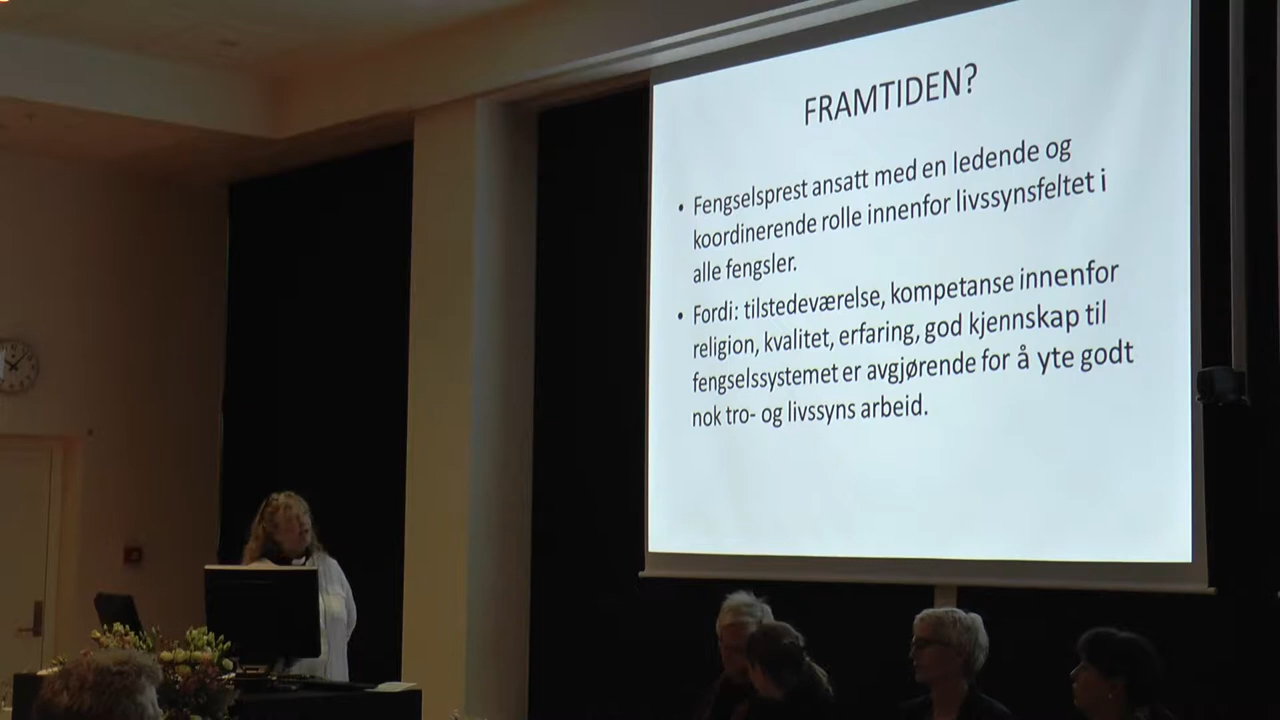 FRAMTIDEN?
• Fengselsprest ansatt med en ledende og
koordinerende rolle innenfor livssynsfeltet i
alle fengsler.
• Fordi: tilstedeværelse, kompetanse innenfor
religion, kvalitet, erfaring, god kjennskap til
fengselssystemet er avgjørende for å yte godt
nok tro- og livssyns arbeid.